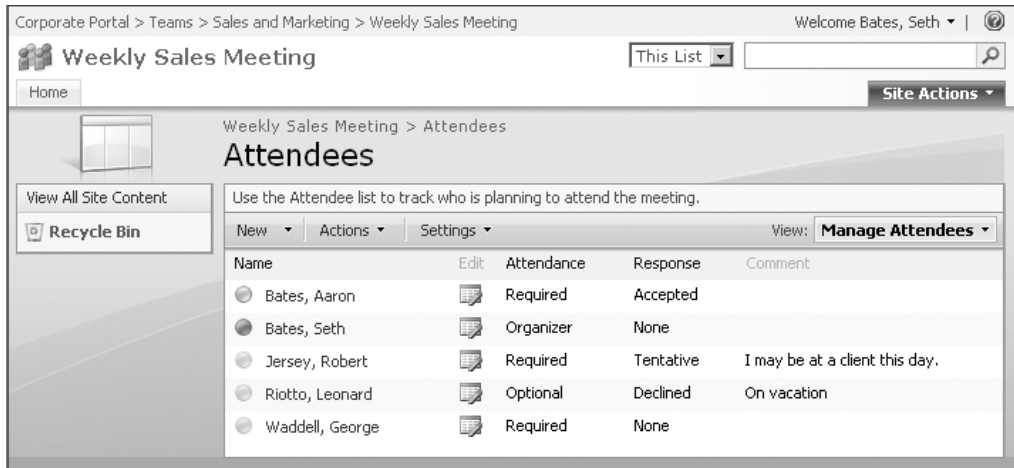 Corporate Portal > Teams > Sales and Marketing > Weekly Sales Meeting Welcome Bates, Seth |
Weekly Sales Meeting This List
Home Site Actions
Weekly Sales Meeting > Attendees
Attendees
View All Site Content Use the Attendee list to track who is planning to attend the meeting.
Recycle Bin New Actions Settings View: Manage Attendees
Name Edit Attendance Response Comment
Bates, Aaron Required Accepted
Bates, Seth Organizer None
Jersey, Robert Required Tentative I may be at a client this day.
Riotto, Leonard Optional Declined On vacation
Waddell, George Required None